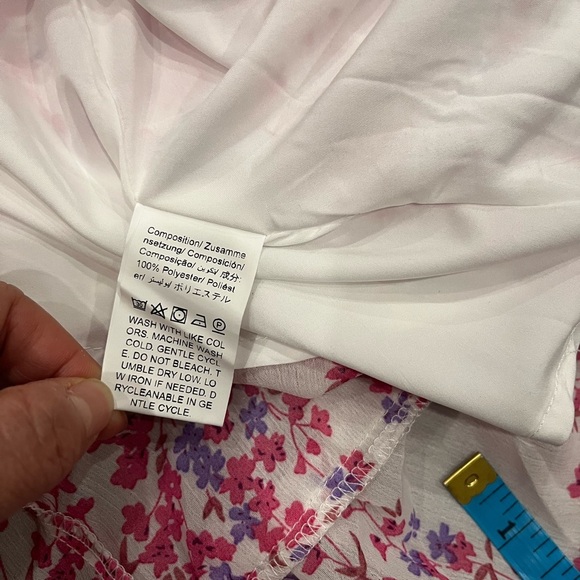 Composition/ Zusamme
nsetzung/ Composición/
Composição/ التكوين/ 成分:
100% Polyester/ Poliést
er/ بوليستر/ ポリエステル
P
WASH WITH LIKE COL
ORS. MACHINE WASH
COLD. GENTLE CYCL
E. DO NOT BLEACH. T
UMBLE DRY LOW. LO
W IRON IF NEEDED. D
RYCLEANABLE IN GE
NTLE CYCLE.
1